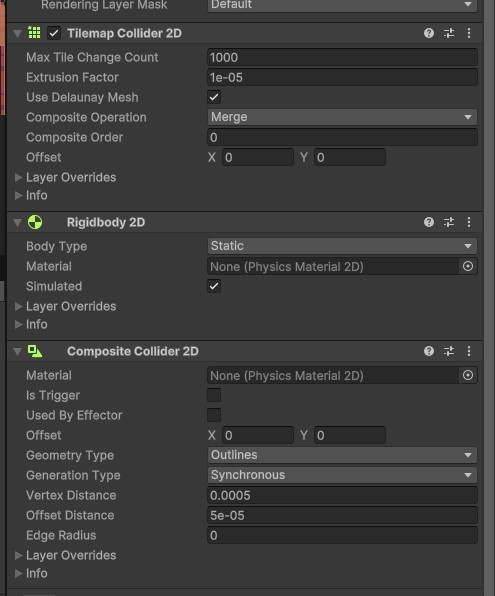 Rendering Layer Mask Default
Tilemap Collider 2D
Max Tile Change Count 1000
Extrusion Factor 1e-05
Use Delaunay Mesh
Composite Operation Merge
Composite Order 0
Offset X 0 Y 0
Layer Overrides
Info
Rigidbody 2D
Body Type Static
Material None (Physics Material 2D)
Simulated
Layer Overrides
Info
Composite Collider 2D
Material None (Physics Material 2D)
Is Trigger
Used By Effector
Offset X 0 Y 0
Geometry Type Outlines
Generation Type Synchronous
Vertex Distance 0.0005
Offset Distance 5e-05
Edge Radius 0
Layer Overrides
Info